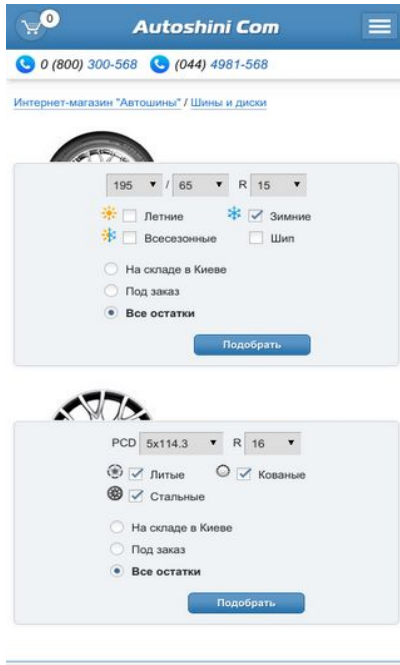 0
Autoshini Com
0 (800) 300-568 (044) 4981-568
Интернет-магазин "Автошины" / Шины и диски
195 / 65 R 15
Летние Зимние
Всесезонные Шип
На складе в Киеве
Под заказ
Все остатки
Подобрать
PCD 5x114.3 R 16
Литые Кованые
Стальные
На складе в Киеве
Под заказ
Все остатки
Подобрать